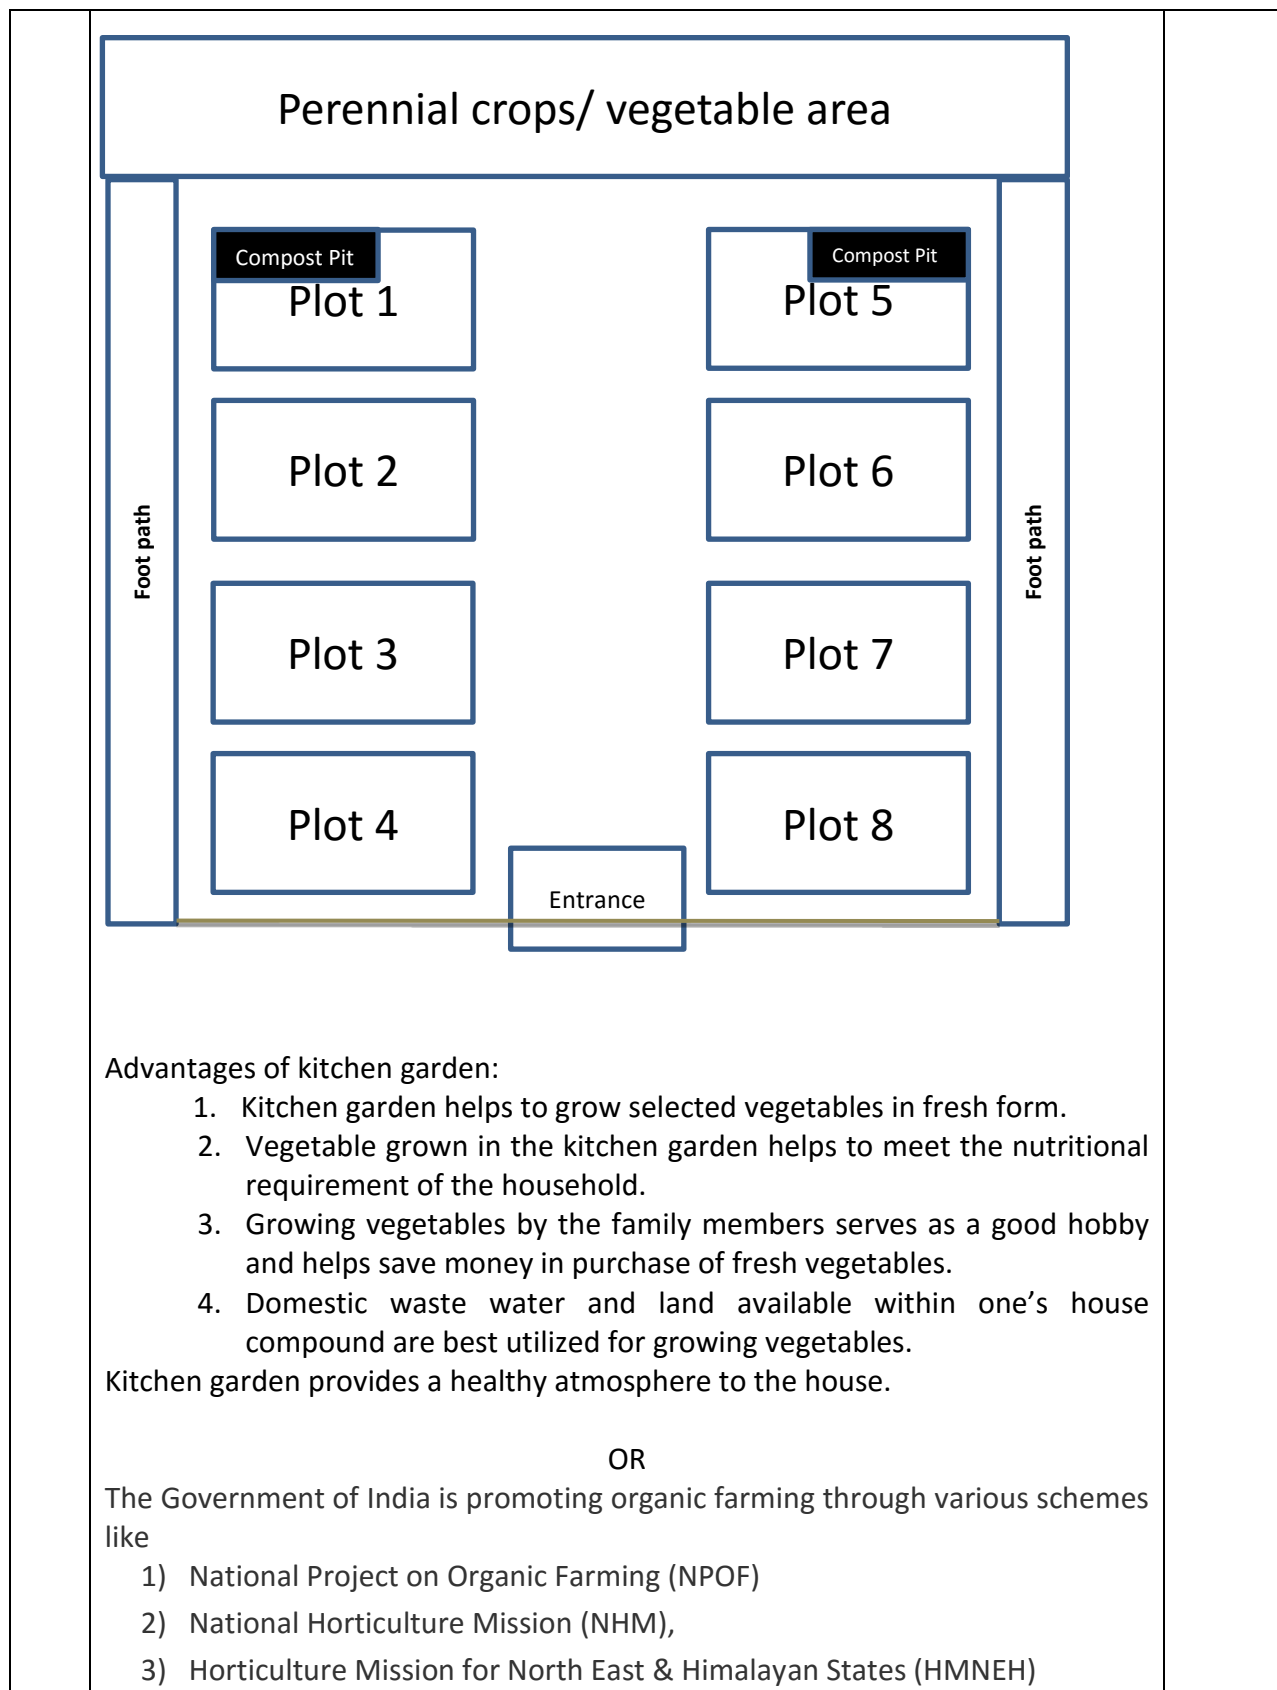 Perennial crops/ vegetable area
Compost Pit
Plot 1
Compost Pit
Plot 5
Plot 2
Plot 6
Foot path
Foot path
Plot 3
Plot 7
Plot 4
Plot 8
Entrance
Advantages of kitchen garden:
1. Kitchen garden helps to grow selected vegetables in fresh form.
2. Vegetable grown in the kitchen garden helps to meet the nutritional
requirement of the household.
3. Growing vegetables by the family members serves as a good hobby
and helps save money in purchase of fresh vegetables.
4. Domestic waste water and land available within one’s house
compound are best utilized for growing vegetables.
Kitchen garden provides a healthy atmosphere to the house.
OR
The Government of India is promoting organic farming through various schemes
like
1) National Project on Organic Farming (NPOF)
2) National Horticulture Mission (NHM),
3) Horticulture Mission for North East & Himalayan States (HMNEH)